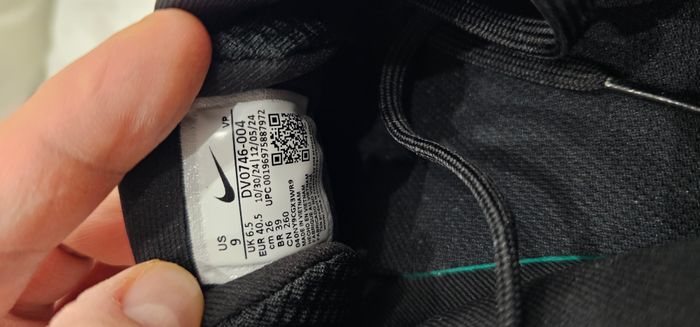 VP
US
9
DV0746-004
UK 6.5 10/30/24 | 12/05/24
EUR 40.5 UPC 00196975887972
cm 26
BR 39
CN 260
0A0NY9CGX3WR9
MADE IN VIETNAM